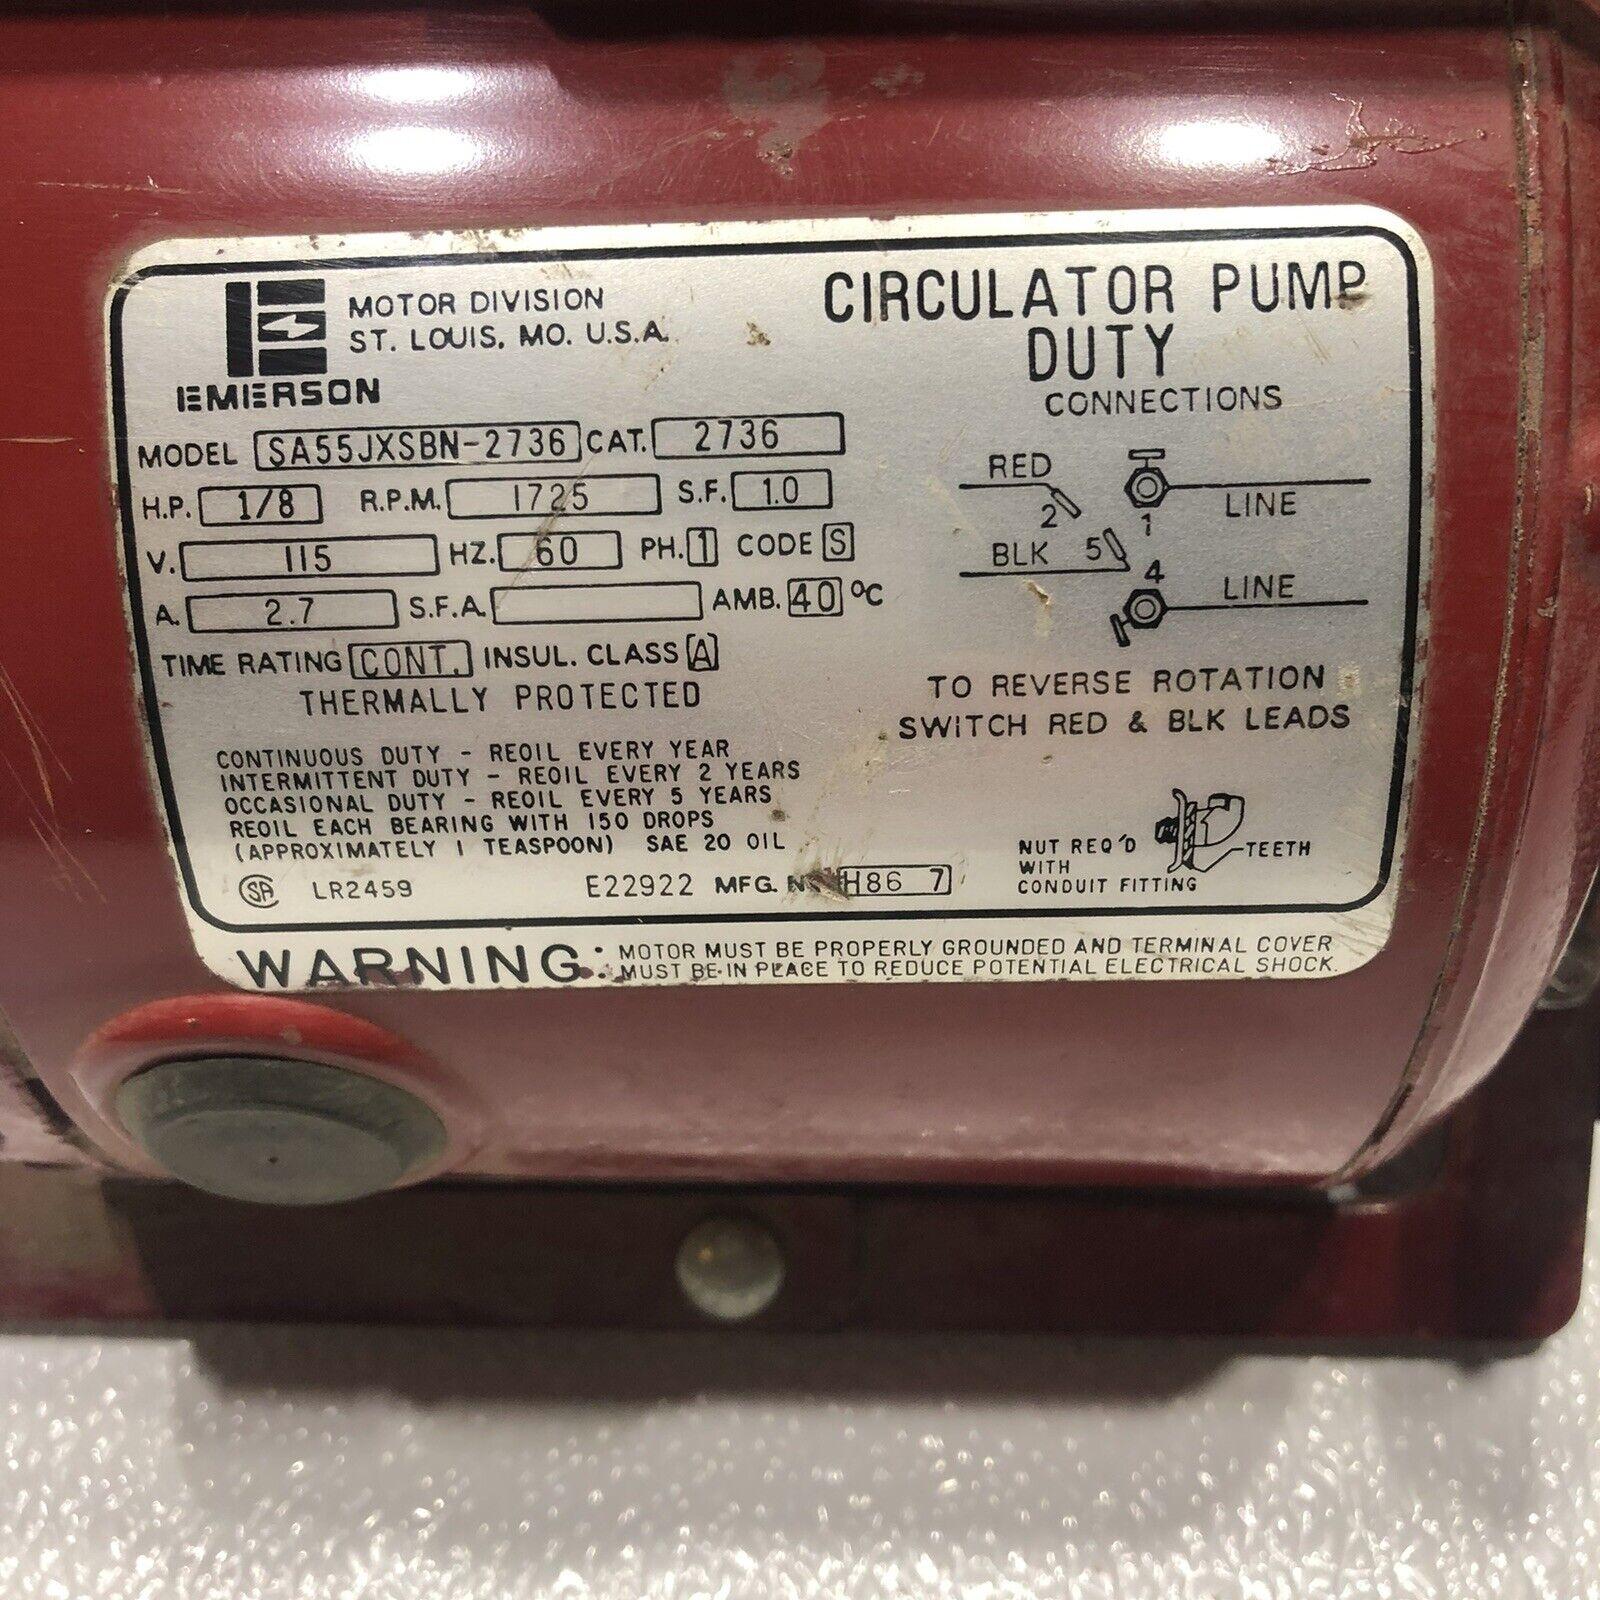 MOTOR DIVISION
ST. LOUIS, MO. U.S.A.
EMERSON
MODEL SA55JXSBN-2736 CAT. 2736
H.P. 1/8 R.P.M. 1725 S.F. 1.0
V. 115 HZ. 60 PH. 1 CODE S
A. 2.7 S.F.A. AMB. 40 °C
TIME RATING CONT. INSUL. CLASS A
THERMALLY PROTECTED
CONTINUOUS DUTY - REOIL EVERY YEAR
INTERMITTENT DUTY - REOIL EVERY 2 YEARS
OCCASIONAL DUTY - REOIL EVERY 5 YEARS
REOIL EACH BEARING WITH 150 DROPS
(APPROXIMATELY 1 TEASPOON) SAE 20 OIL
SA LR2459 E22922 MFG. H86 7
CIRCULATOR PUMP
DUTY
CONNECTIONS
RED
2
1
LINE
BLK 5
4
LINE
TO REVERSE ROTATION
SWITCH RED & BLK LEADS
NUT REQ'D
WITH
CONDUIT FITTING
TEETH
WARNING: MOTOR MUST BE PROPERLY GROUNDED AND TERMINAL COVER
MUST BE IN PLACE TO REDUCE POTENTIAL ELECTRICAL SHOCK.